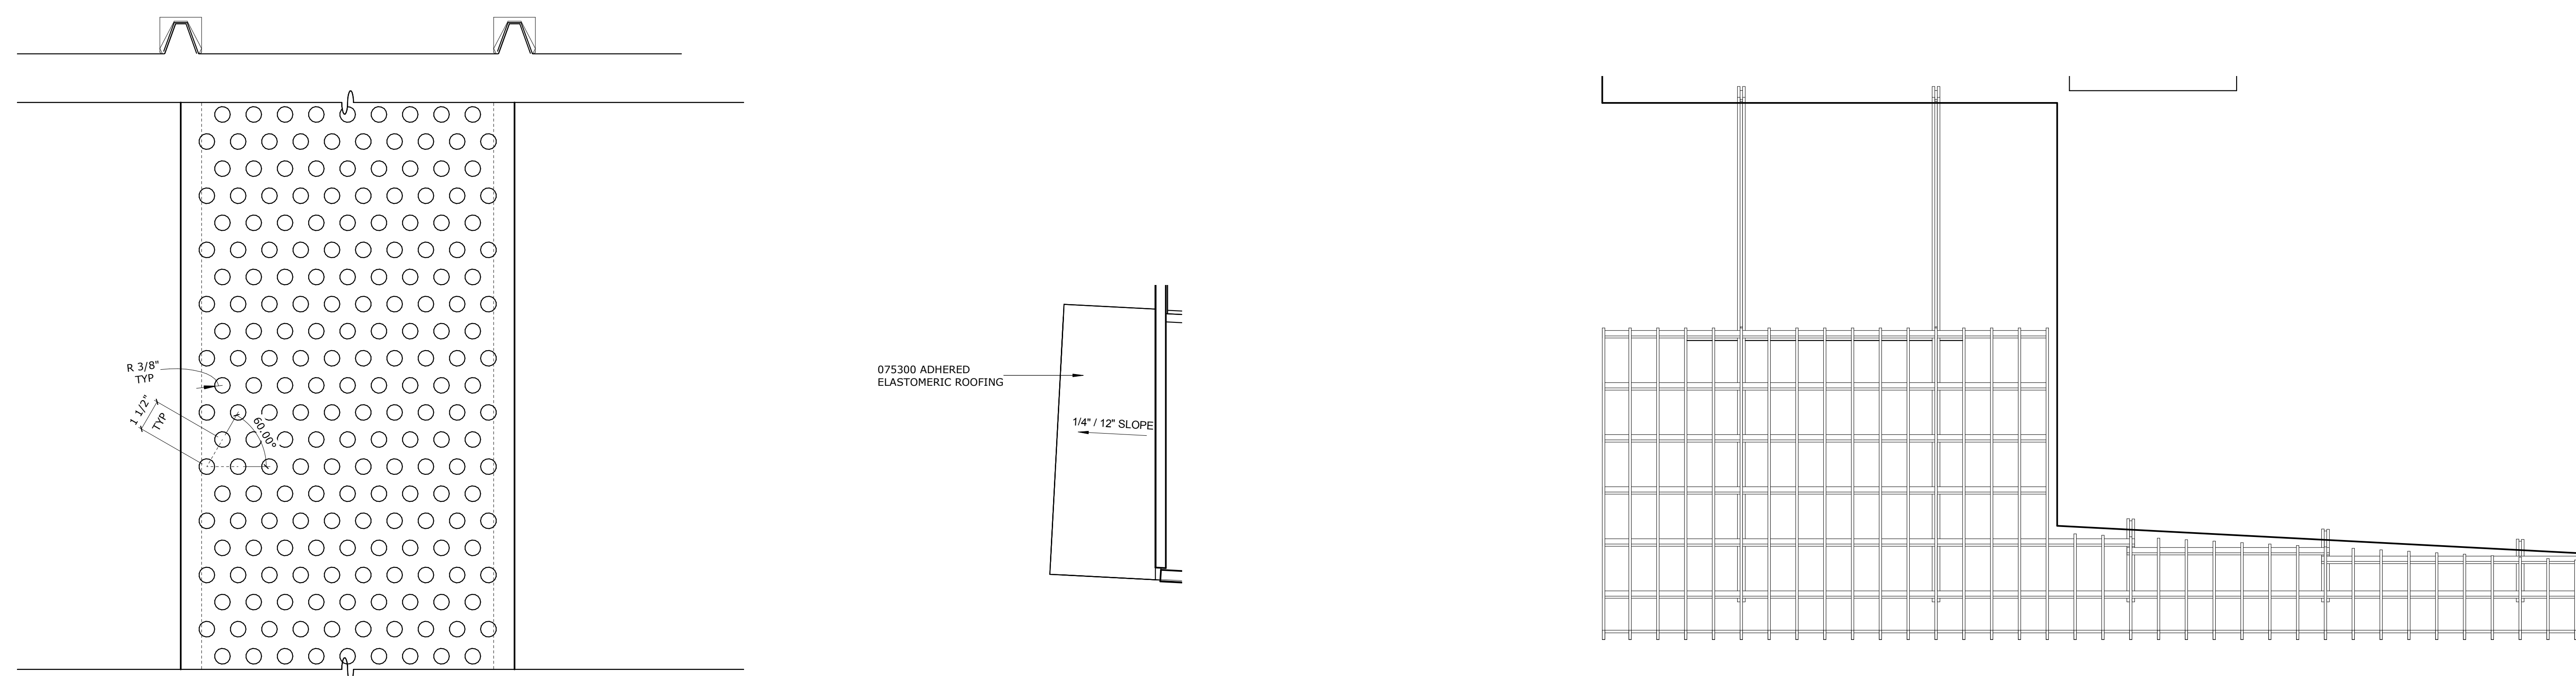 R 3/8"
TYP
1 1/2"
TYP
60.00°
075300 ADHERED
ELASTOMERIC ROOFING
1/4" / 12" SLOPE